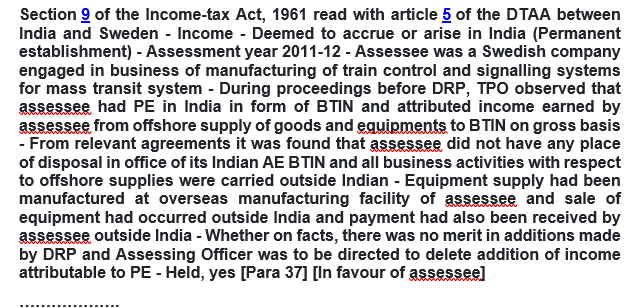 Section 9 of the Income-tax Act, 1961 read with article 5 of the DTAA between
India and Sweden - Income - Deemed to accrue or arise in India (Permanent
establishment) - Assessment year 2011-12 - Assessee was a Swedish company
engaged in business of manufacturing of train control and signalling systems
for mass transit system - During proceedings before DRP, TPO observed that
assessee had PE in India in form of BTIN and attributed income earned by
assessee from offshore supply of goods and equipments to BTIN on gross basis
- From relevant agreements it was found that assessee did not have any place
of disposal in office of its Indian AE BTIN and all business activities with respect
to offshore supplies were carried outside Indian - Equipment supply had been
manufactured at overseas manufacturing facility of assessee and sale of
equipment had occurred outside India and payment had also been received by
assessee outside India - Whether on facts, there was no merit in additions made
by DRP and Assessing Officer was to be directed to delete addition of income
attributable to PE - Held, yes [Para 37] [In favour of assessee]
………………….